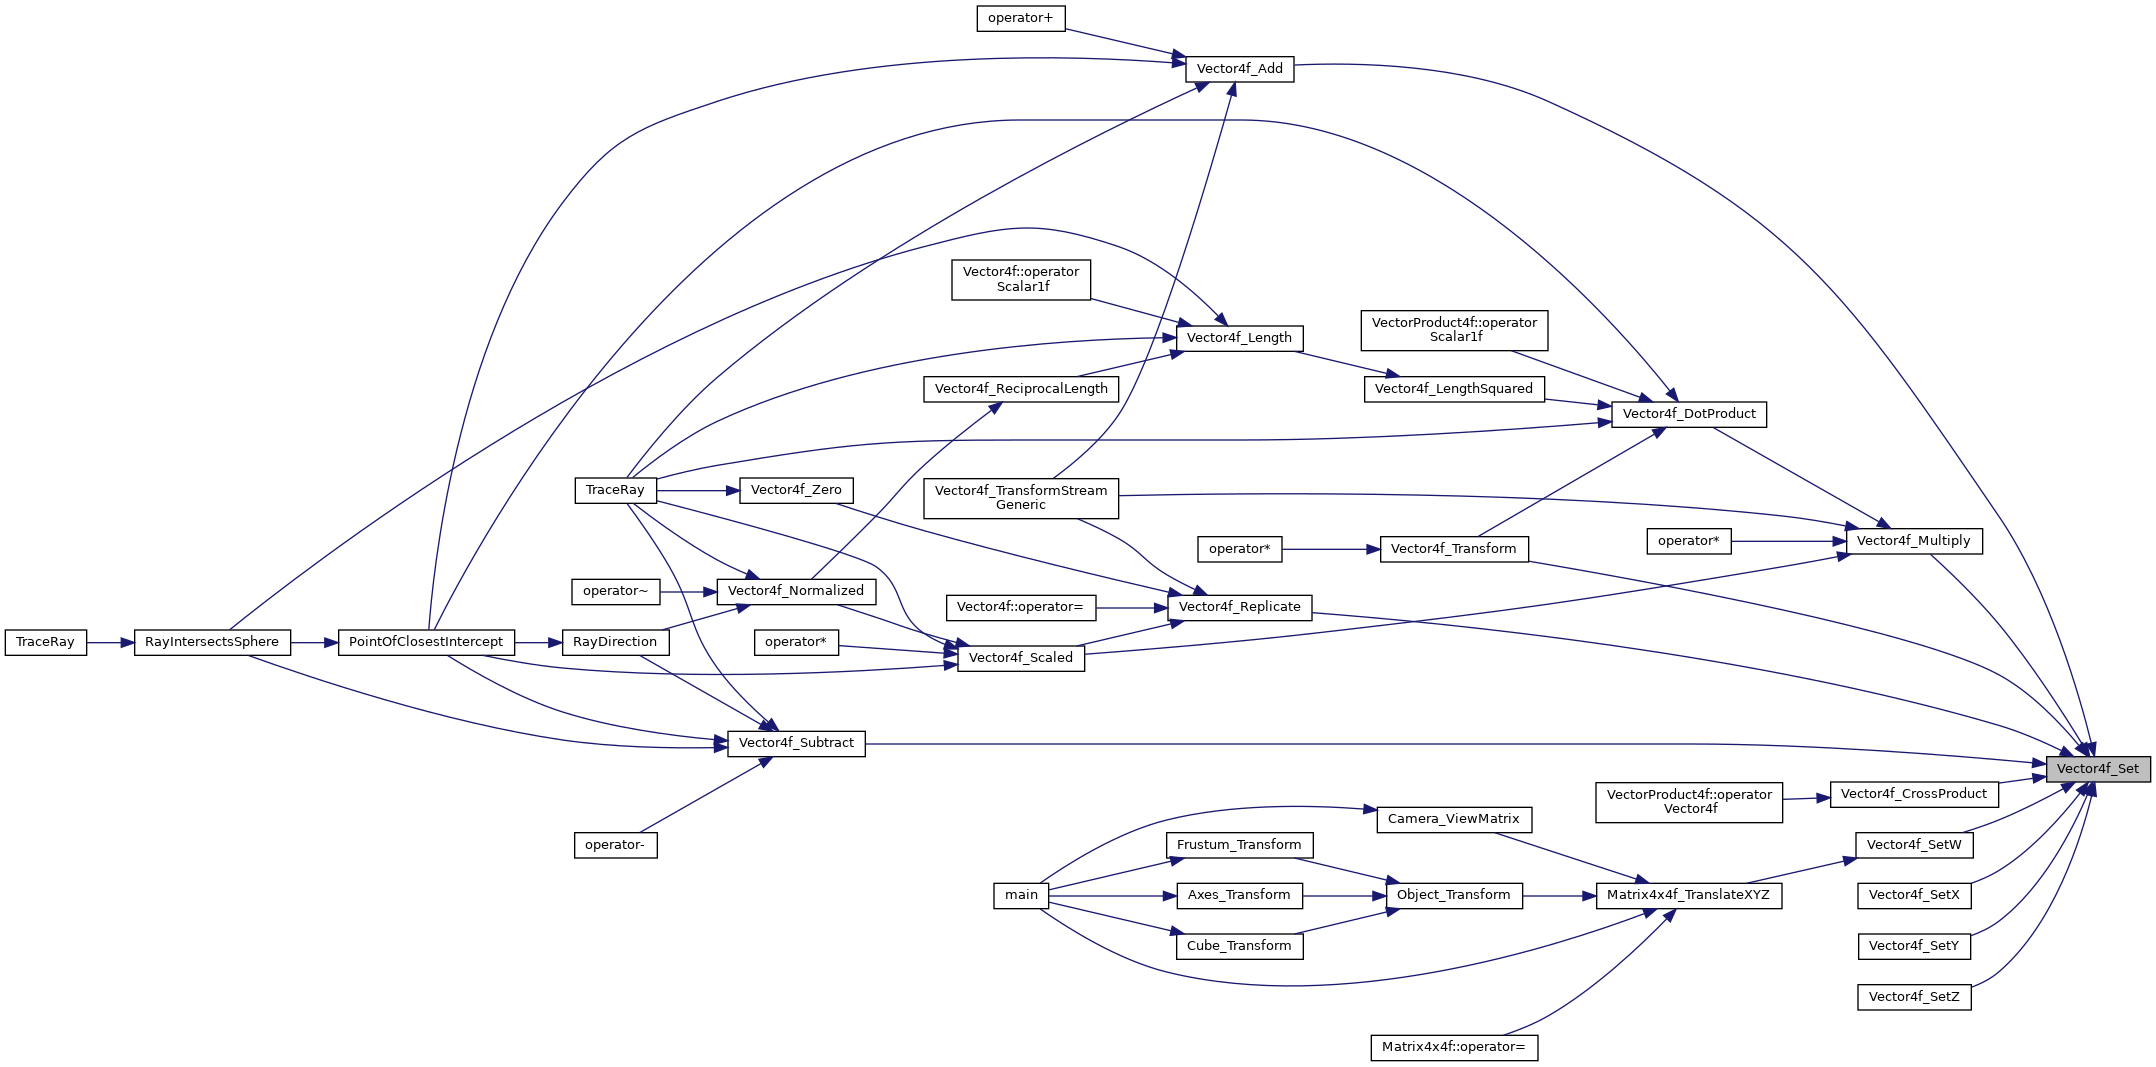 operator+
Vector4f_Add
Vector4f::operator
Scalar1f
VectorProduct4f::operator
Scalar1f
Vector4f_Length
Vector4f_ReciprocalLength
Vector4f_LengthSquared
Vector4f_DotProduct
TraceRay
Vector4f_Zero
Vector4f_TransformStream
Generic
operator*
Vector4f_Transform
operator*
Vector4f_Multiply
operator~
Vector4f_Normalized
Vector4f::operator=
Vector4f_Replicate
TraceRay
RayIntersectsSphere
PointOfClosestIntercept
RayDirection
operator*
Vector4f_Scaled
Vector4f_Subtract
Vector4f_Set
VectorProduct4f::operator
Vector4f
Vector4f_CrossProduct
Camera_ViewMatrix
operator-
Frustum_Transform
Vector4f_SetW
main
Axes_Transform
Object_Transform
Matrix4x4f_TranslateXYZ
Vector4f_SetX
Cube_Transform
Vector4f_SetY
Vector4f_SetZ
Matrix4x4f::operator=